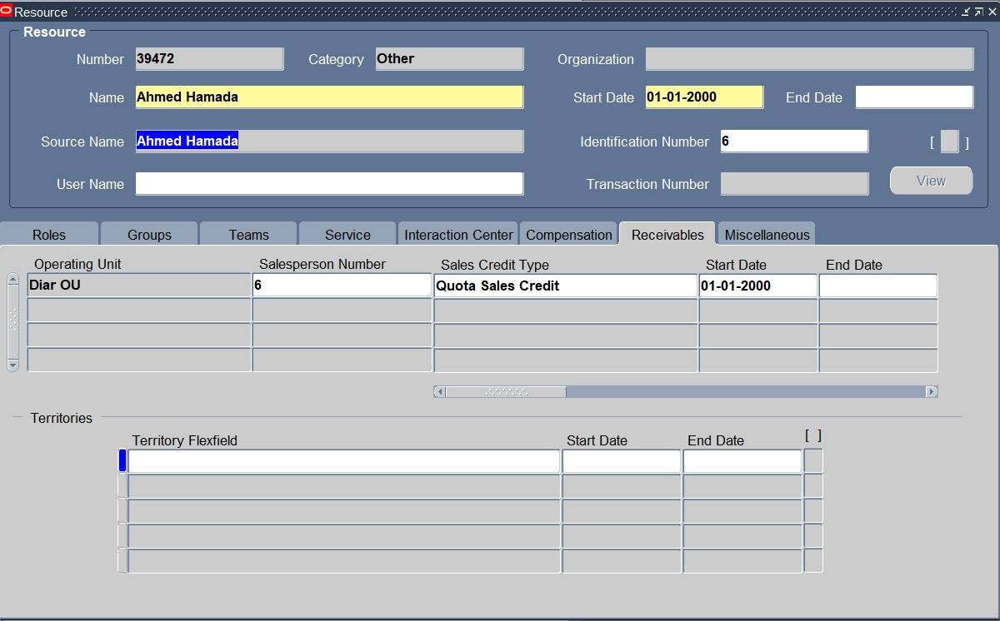 Resource
Resource
Number 39472 Category Other Organization
Name Ahmed Hamada Start Date 01-01-2000 End Date
Source Name Ahmed Hamada Identification Number 6 [ ]
User Name Transaction Number View
Roles Groups Teams Service Interaction Center Compensation Receivables Miscellaneous
Operating Unit Salesperson Number Sales Credit Type Start Date End Date
Diar OU 6 Quota Sales Credit 01-01-2000
Territories
Territory Flexfield Start Date End Date [ ]